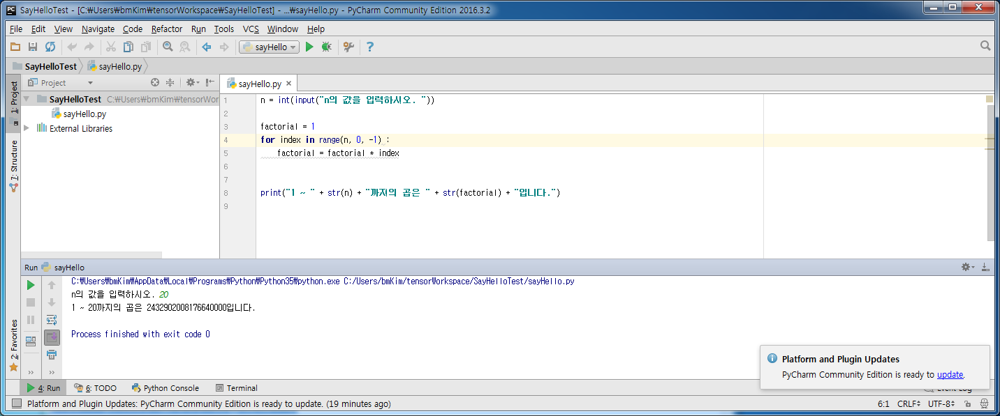 SayHelloTest - [C:₩Users₩bmKim₩tensorWorkspace₩SayHelloTest] - ...₩sayHello.py - PyCharm Community Edition 2016.3.2
File Edit View Navigate Code Refactor Run Tools VCS Window Help
sayHello
SayHelloTest sayHello.py
Project
sayHello.py
1: Project
SayHelloTest C:₩Users₩bmKim₩tensorWor
sayHello.py
External Libraries
7: Structure
1 n = int(input("n의 값을 입력하시오. "))
2
3 factorial = 1
4 for index in range(n, 0, -1) :
5 factorial = factorial * index
6
7
8 print("1 ~ " + str(n) + "까지의 곱은 " + str(factorial) + "입니다.")
9
Run sayHello
C:₩Users₩bmKim₩AppData₩Local₩Programs₩Python₩Python35₩python.exe C:/Users/bmKim/tensorWorkspace/SayHelloTest/sayHello.py
n의 값을 입력하시오. 20
1 ~ 20까지의 곱은 2432902008176640000입니다.
Process finished with exit code 0
2: Favorites
Platform and Plugin Updates
PyCharm Community Edition is ready to update.
4: Run 6: TODO Python Console Terminal Event Log
Platform and Plugin Updates: PyCharm Community Edition is ready to update. (19 minutes ago) 6:1 CRLF UTF-8